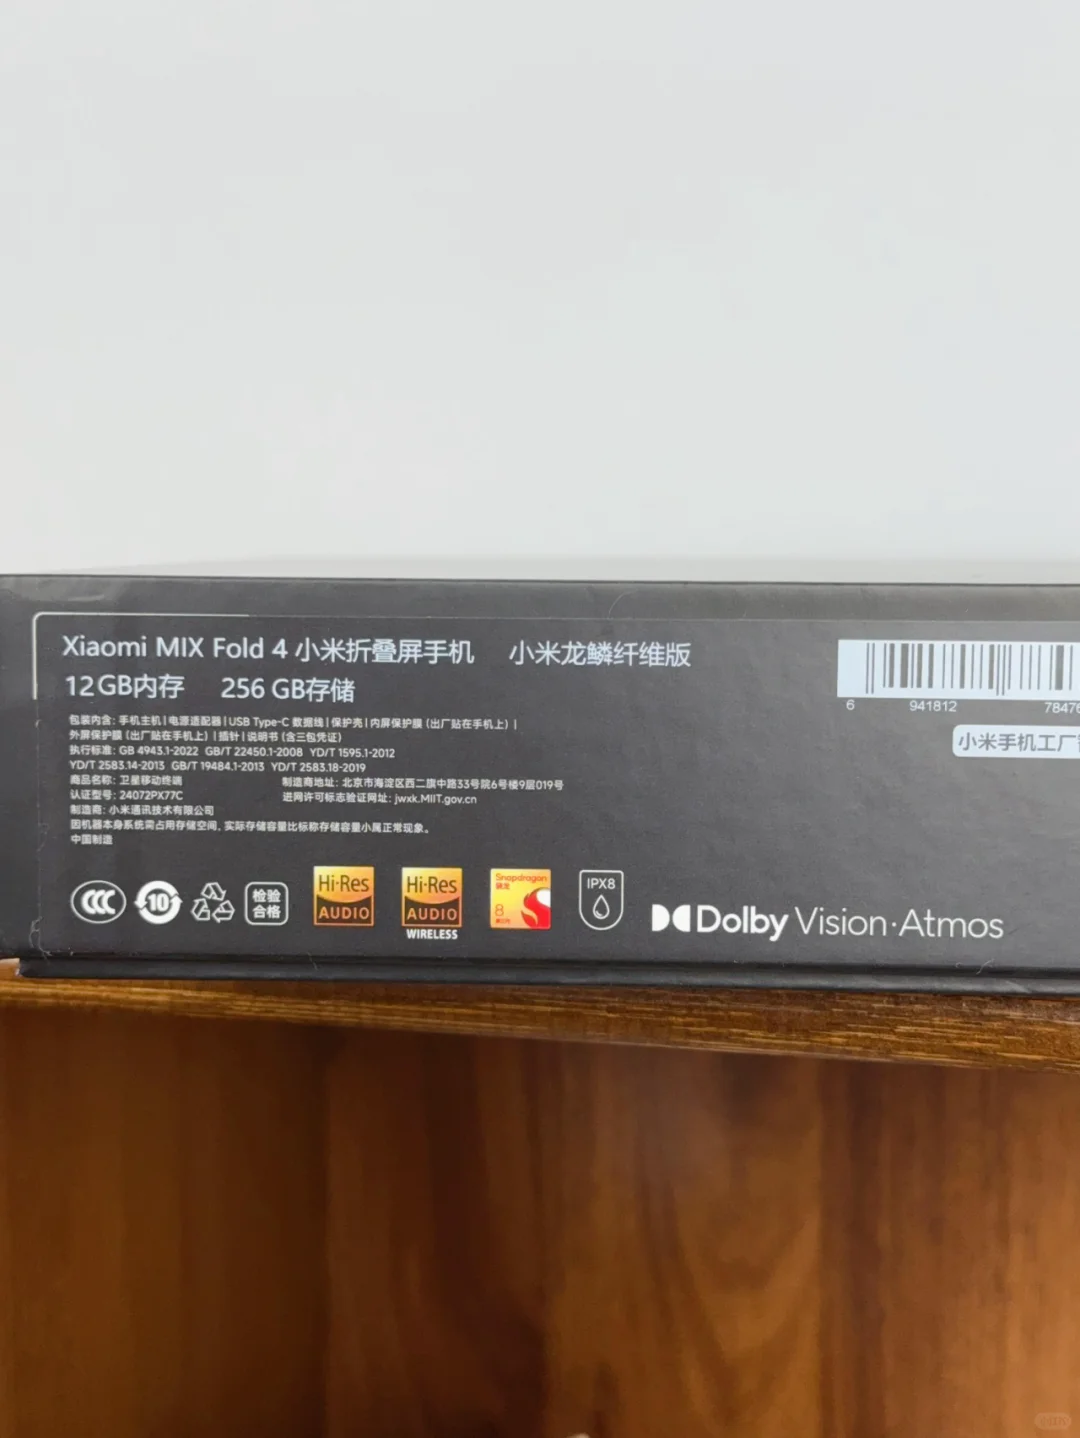 Xiaomi MIX Fold 4 小米折叠屏手机 小米龙鳞纤维版
12GB内存 256 GB存储
包装内含: 手机主机 | 电源适配器 | USB Type-C 数据线 | 保护壳 | 内屏保护膜 (出厂贴在手机上) |
外屏保护膜 (出厂贴在手机上) | 插针 | 说明书 (含三包凭证)
执行标准: GB 4943.1-2022 GB/T 22450.1-2008 YD/T 1595.1-2012
YD/T 2583.14-2013 GB/T 19484.1-2013 YD/T 2583.18-2019
商品名称: 卫星移动终端 制造商地址: 北京市海淀区西二旗中路33号院6号楼9层019号
认证型号: 24072PX77C 进网许可标志验证网址: jwxk.MIIT.gov.cn
制造商: 小米通讯技术有限公司
因机器本身系统需占用存储空间, 实际存储容量比标称存储容量小属正常现象。
中国制造
6 941812 78476
小米手机工厂
CCC
10
检验
合格
Hi-Res
AUDIO
Hi-Res
AUDIO
WIRELESS
Snapdragon
骁龙
8
IPX8
Dolby Vision·Atmos